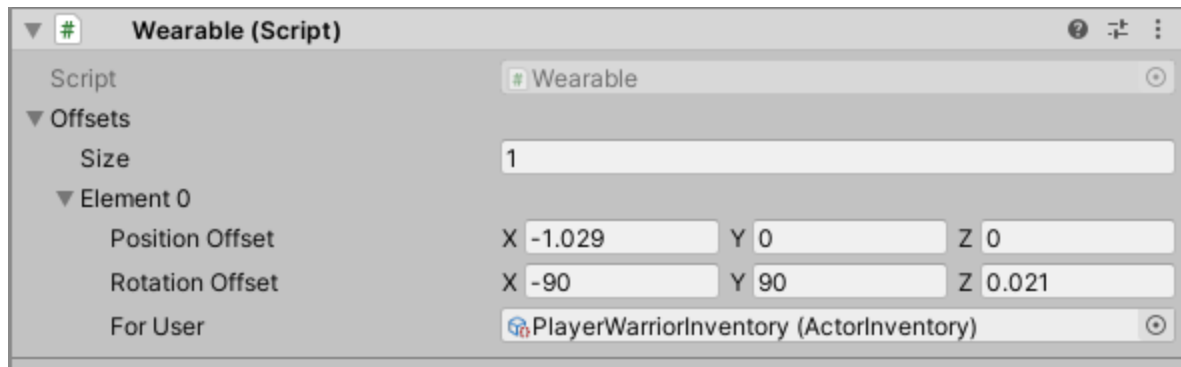 # Wearable (Script)
Script # Wearable
Offsets
Size 1
Element 0
Position Offset X -1.029 Y 0 Z 0
Rotation Offset X -90 Y 90 Z 0.021
For User PlayerWarriorInventory (ActorInventory)